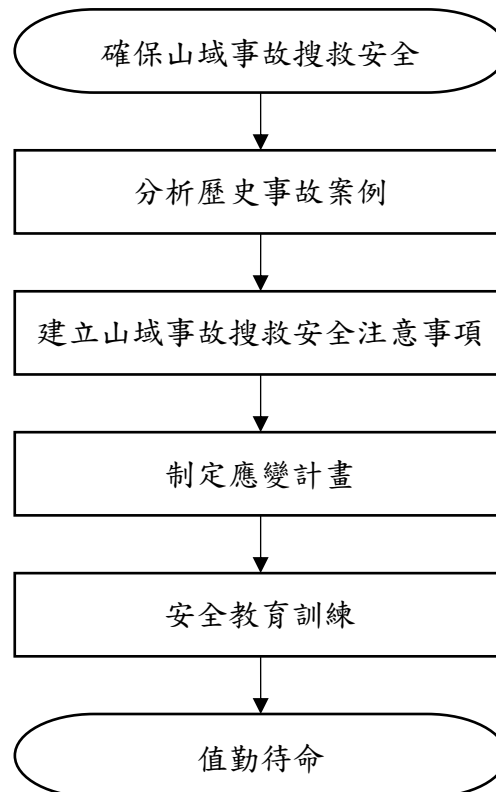 確保山域事故搜救安全
分析歷史事故案例
建立山域事故搜救安全注意事項
制定應變計畫
安全教育訓練
值勤待命